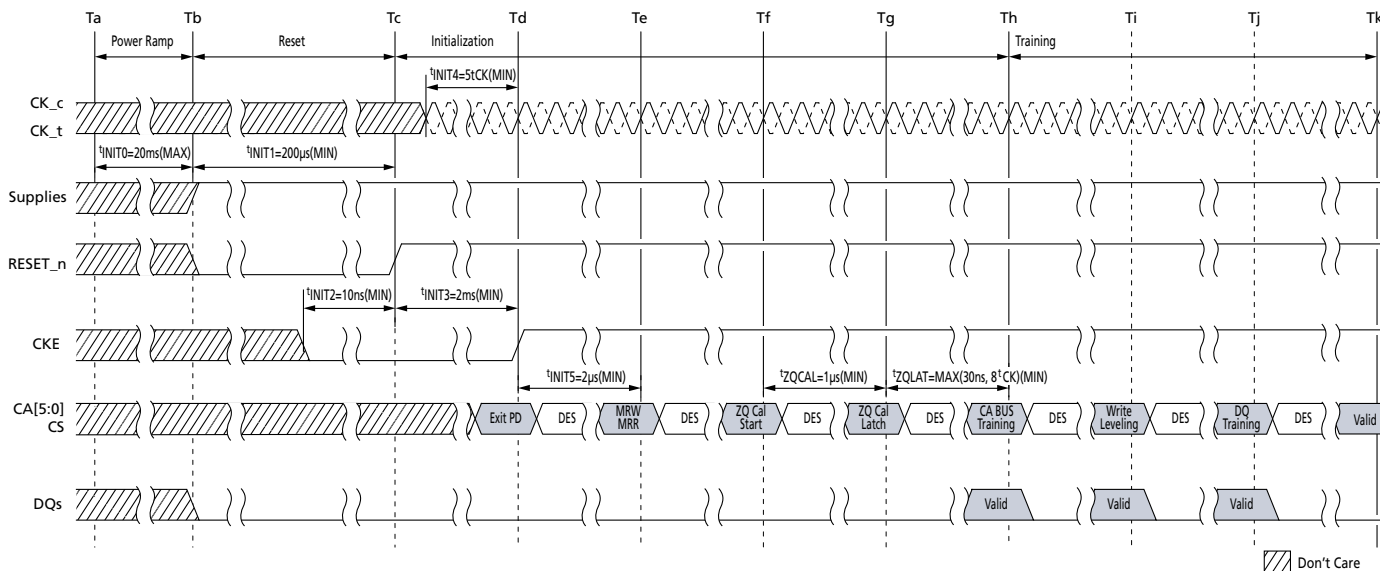 Ta Tb Tc Td Te Tf Tg Th Ti Tj Tk
Power Ramp Reset Initialization Training
tINIT4=5tCK(MIN)
CK_c
CK_t
tINIT0=20ms(MAX) tINIT1=200µs(MIN)
Supplies
RESET_n
tINIT2=10ns(MIN) tINIT3=2ms(MIN)
CKE
tINIT5=2µs(MIN) tZQCAL=1µs(MIN) tZQLAT=MAX(30ns, 8tCK)(MIN)
CA[5:0]
CS
Exit PD DES MRW
MRR DES ZQ Cal
Start DES ZQ Cal
Latch DES CA BUS
Training DES Write
Leveling DES DQ
Training DES Valid
DQs Valid Valid Valid
Don't Care